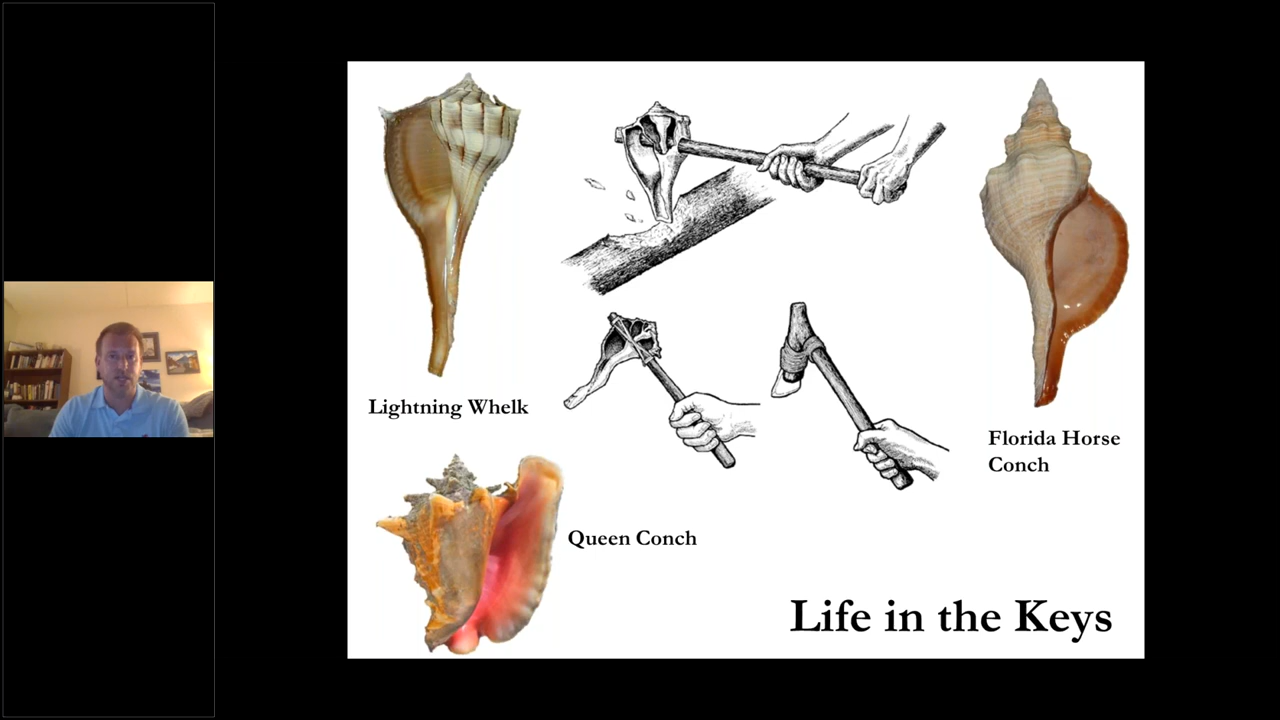 Lightning Whelk
Florida Horse
Conch
Queen Conch
Life in the Keys